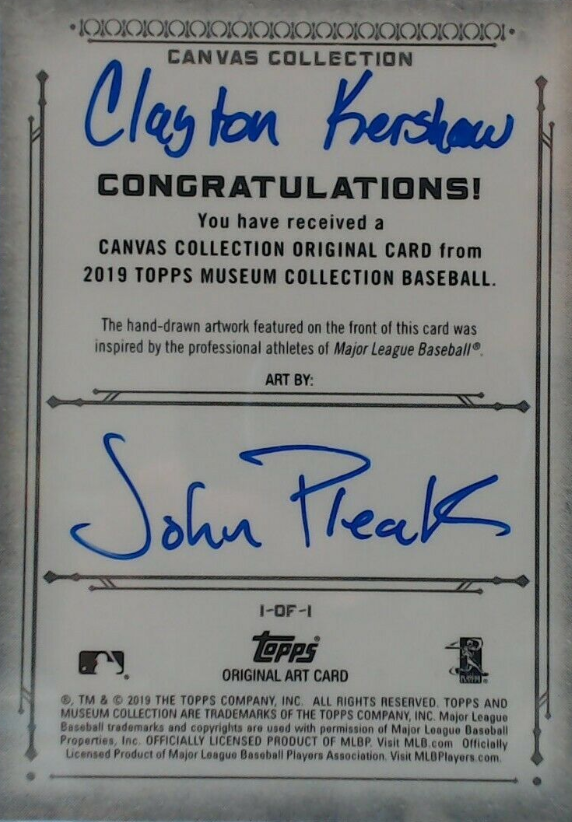 CANVAS COLLECTION
Clayton Kershaw
CONGRATULATIONS!
You have received a
CANVAS COLLECTION ORIGINAL CARD from
2019 TOPPS MUSEUM COLLECTION BASEBALL.
The hand-drawn artwork featured on the front of this card was
inspired by the professional athletes of Major League Baseball®.
ART BY:
John Pleak
1-OF-1
Topps®
ORIGINAL ART CARD
®, TM & © 2019 THE TOPPS COMPANY, INC. ALL RIGHTS RESERVED. TOPPS AND
MUSEUM COLLECTION ARE TRADEMARKS OF THE TOPPS COMPANY, INC. Major League
Baseball trademarks and copyrights are used with permission of Major League Baseball
Properties, Inc. OFFICIALLY LICENSED PRODUCT OF MLBP. Visit MLB.com Officially
Licensed Product of Major League Baseball Players Association. Visit MLBPlayers.com.